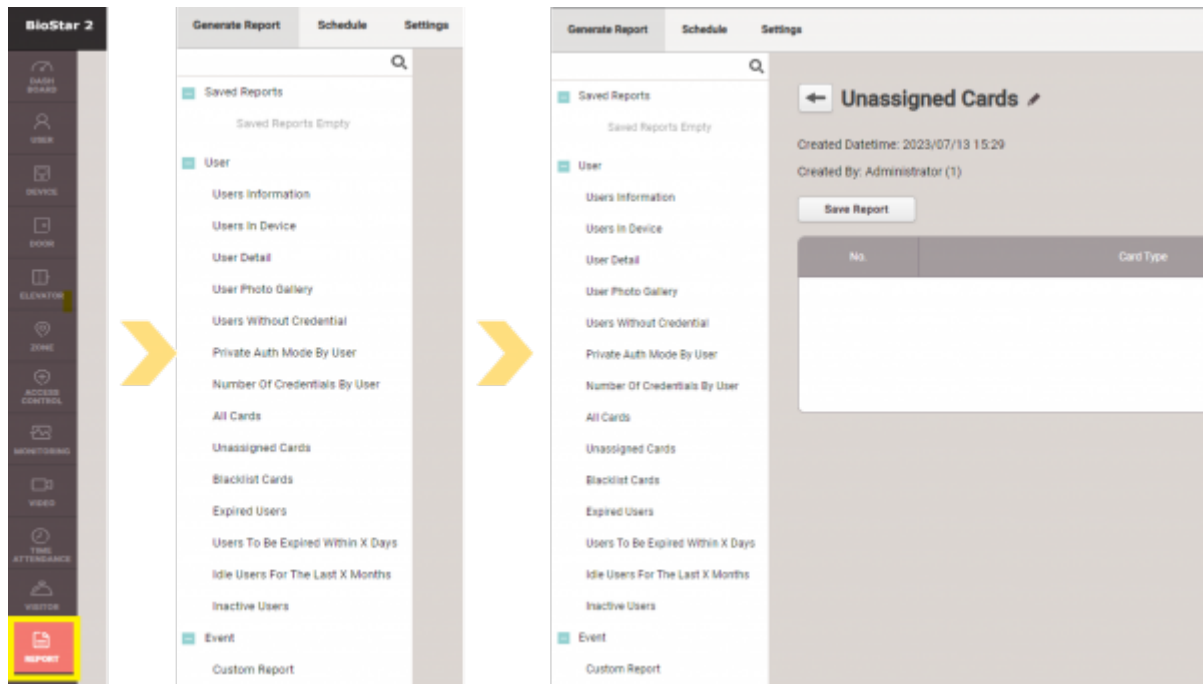 BioStar 2
DASH
BOARD
USER
DEVICE
DOOR
ELEVATOR
ZONE
ACCESS
CONTROL
MONITORING
VIDEO
TIME
ATTENDANCE
VISITOR
REPORT
Generate Report Schedule Settings
Saved Reports
Saved Reports Empty
User
Users Information
Users In Device
User Detail
User Photo Gallery
Users Without Credential
Private Auth Mode By User
Number Of Credentials By User
All Cards
Unassigned Cards
Blacklist Cards
Expired Users
Users To Be Expired Within X Days
Idle Users For The Last X Months
Inactive Users
Event
Custom Report
Generate Report Schedule Settings
Saved Reports
Saved Reports Empty
User
Users Information
Users In Device
User Detail
User Photo Gallery
Users Without Credential
Private Auth Mode By User
Number Of Credentials By User
All Cards
Unassigned Cards
Blacklist Cards
Expired Users
Users To Be Expired Within X Days
Idle Users For The Last X Months
Inactive Users
Event
Custom Report
Unassigned Cards
Created Datetime: 2023/07/13 15:29
Created By: Administrator (1)
Save Report
No. Card Type